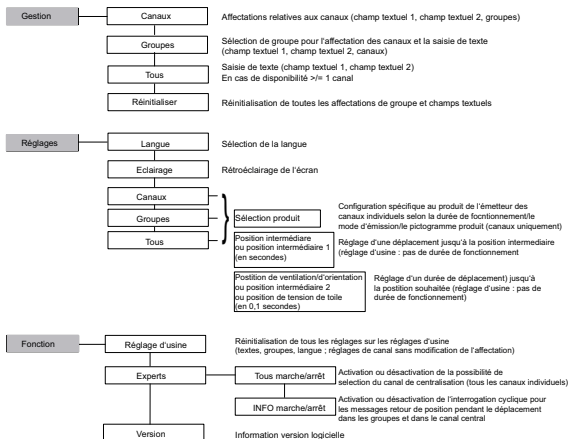 Gestion
Canaux
Affectations relatives aux canaux (champ textuel 1, champ textuel 2, groupes)
Groupes
Sélection de groupe pour l'affectation des canaux et la saisie de texte
(champ textuel 1, champ textuel 2, canaux)
Tous
Saisie de texte (champ textuel 1, champ textuel 2)
En cas de disponibilité >/= 1 canal
Réinitialiser
Réinitialisation de toutes les affectations de groupe et champs textuels
Réglages
Langue
Sélection de la langue
Eclairage
Rétroéclairage de l'écran
Canaux
Groupes
Tous
Sélection produit
Configuration spécifique au produit de l'émetteur des
canaux individuels selon la durée de focntionnement/le
mode d'émission/le pictogramme produit (canaux uniquement)
Position intermédiare
ou position intermédiaire 1
(en secondes)
Réglage d'une déplacement jusqu'à la position intermediaire
(réglage d'usine : pas de durée de fonctionnement
Postition de ventilation/d'orientation
ou position intermédiaire 2
ou position de tension de toile
(en 0,1 secondes)
Réglage d'un durée de déplacement) jusqu'à
la postition souhaitée (réglage d'usine : pas de
durée de fonctionnement)
Fonction
Réglage d'usine
Réinitialisation de tous les réglages sur les réglages d'usine
(textes, groupes, langue ; réglages de canal sans modification de l'affectation)
Experts
Tous marche/arrêt
Activation ou désactivation de la possibilité de
selection du canal de centralisation (tous les canaux individuels)
INFO marche/arrêt
Activation ou désactivation de l'interrogation cyclique pour
les messages retour de position pendant le déplacement
dans les groupes et dans le canal central
Version
Information version logicielle